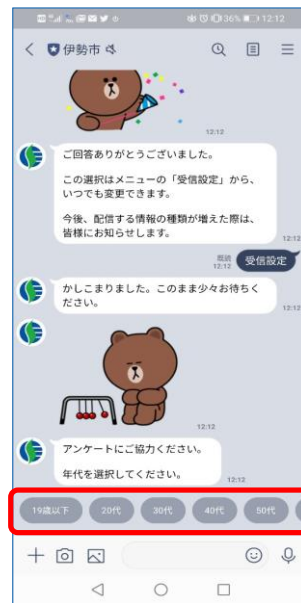 36% 12:12
伊勢市
12:12
ご回答ありがとうございました。
この選択はメニューの「受信設定」から、
いつでも変更できます。
今後、配信する情報の種類が増えた際は、
皆様にお知らせします。
12:12
既読
12:12
受信設定
かしこまりました。このまま少々お待ちく
ださい。
12:12
12:12
アンケートにご協力ください。
年代を選択してください。
12:12
19歳以下 20代 30代 40代 50代